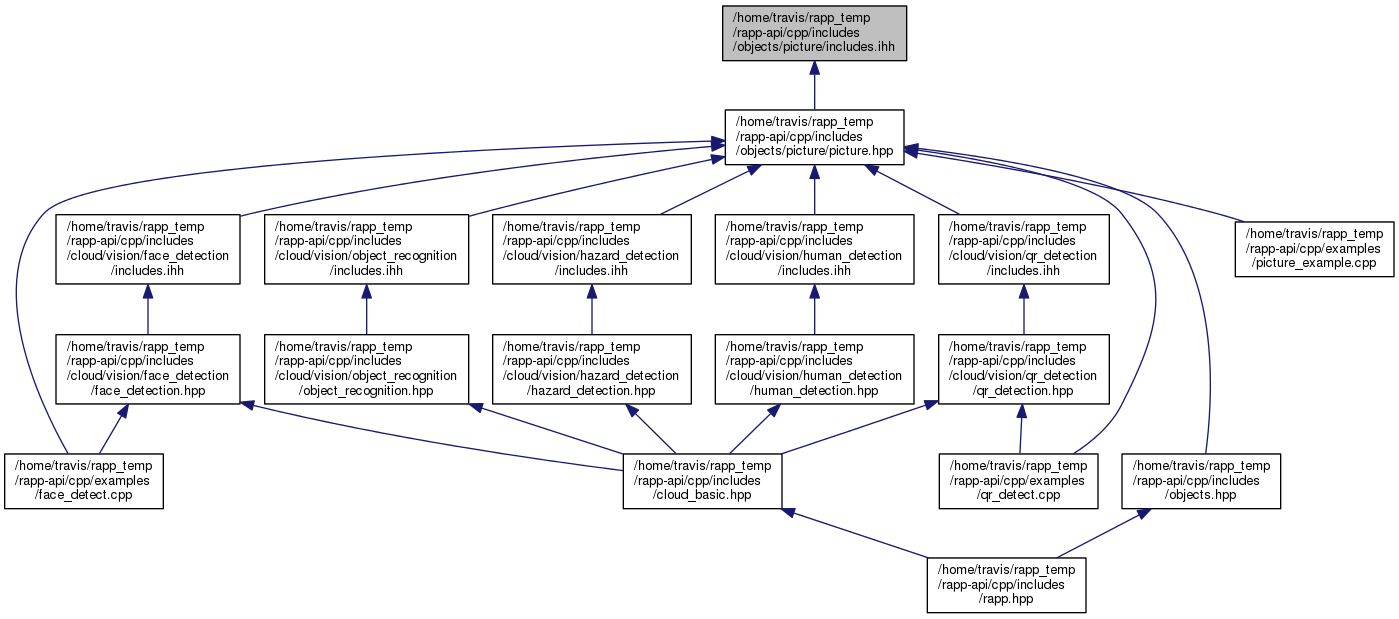 /home/travis/rapp_temp
/rapp-api/cpp/includes
/objects/picture/includes.ihh
/home/travis/rapp_temp
/rapp-api/cpp/includes
/objects/picture/picture.hpp
/home/travis/rapp_temp
/rapp-api/cpp/includes
/cloud/vision/face_detection
/includes.ihh
/home/travis/rapp_temp
/rapp-api/cpp/includes
/cloud/vision/object_recognition
/includes.ihh
/home/travis/rapp_temp
/rapp-api/cpp/includes
/cloud/vision/hazard_detection
/includes.ihh
/home/travis/rapp_temp
/rapp-api/cpp/includes
/cloud/vision/human_detection
/includes.ihh
/home/travis/rapp_temp
/rapp-api/cpp/includes
/cloud/vision/qr_detection
/includes.ihh
/home/travis/rapp_temp
/rapp-api/cpp/examples
/picture_example.cpp
/home/travis/rapp_temp
/rapp-api/cpp/includes
/cloud/vision/face_detection
/face_detection.hpp
/home/travis/rapp_temp
/rapp-api/cpp/includes
/cloud/vision/object_recognition
/object_recognition.hpp
/home/travis/rapp_temp
/rapp-api/cpp/includes
/cloud/vision/hazard_detection
/hazard_detection.hpp
/home/travis/rapp_temp
/rapp-api/cpp/includes
/cloud/vision/human_detection
/human_detection.hpp
/home/travis/rapp_temp
/rapp-api/cpp/includes
/cloud/vision/qr_detection
/qr_detection.hpp
/home/travis/rapp_temp
/rapp-api/cpp/examples
/face_detect.cpp
/home/travis/rapp_temp
/rapp-api/cpp/includes
/cloud_basic.hpp
/home/travis/rapp_temp
/rapp-api/cpp/examples
/qr_detect.cpp
/home/travis/rapp_temp
/rapp-api/cpp/includes
/objects.hpp
/home/travis/rapp_temp
/rapp-api/cpp/includes
/rapp.hpp